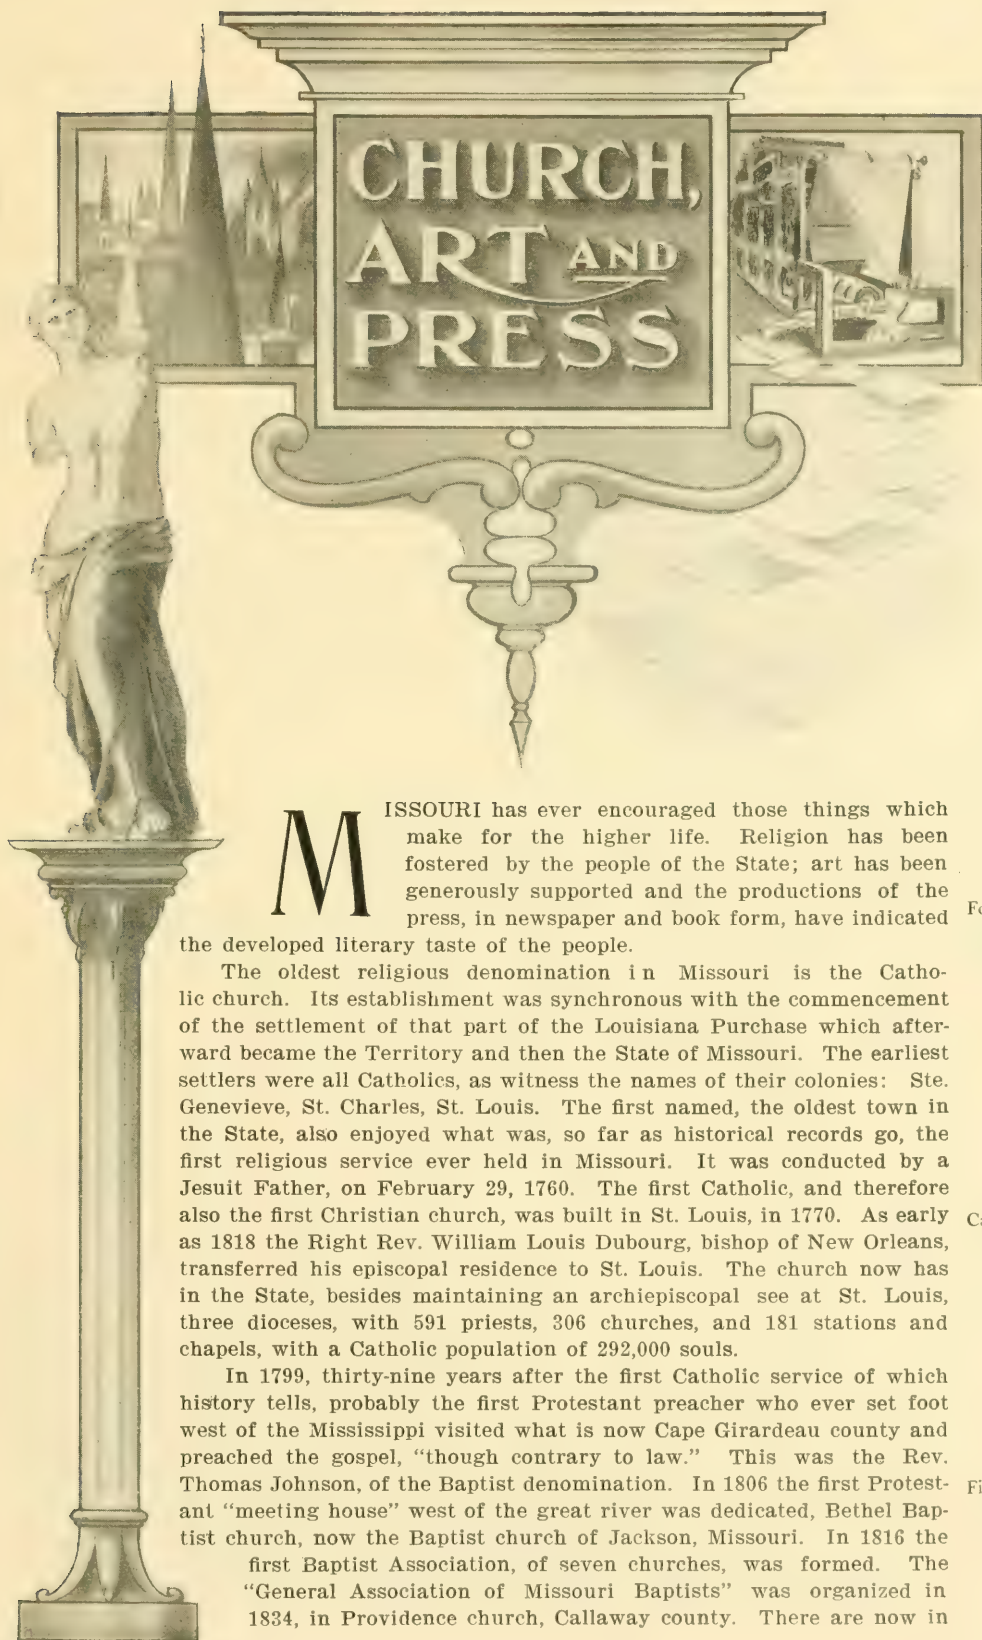 CHURCH,
ART AND
PRESS
MISSOURI has ever encouraged those things which
make for the higher life. Religion has been
fostered by the people of the State; art has been
generously supported and the productions of the
press, in newspaper and book form, have indicated
the developed literary taste of the people.
The oldest religious denomination in Missouri is the Catho-
lic church. Its establishment was synchronous with the commencement
of the settlement of that part of the Louisiana Purchase which after-
ward became the Territory and then the State of Missouri. The earliest
settlers were all Catholics, as witness the names of their colonies: Ste.
Genevieve, St. Charles, St. Louis. The first named, the oldest town in
the State, also enjoyed what was, so far as historical records go, the
first religious service ever held in Missouri. It was conducted by a
Jesuit Father, on February 29, 1760. The first Catholic, and therefore
also the first Christian church, was built in St. Louis, in 1770. As early
as 1818 the Right Rev. William Louis Dubourg, bishop of New Orleans,
transferred his episcopal residence to St. Louis. The church now has
in the State, besides maintaining an archiepiscopal see at St. Louis,
three dioceses, with 591 priests, 306 churches, and 181 stations and
chapels, with a Catholic population of 292,000 souls.
In 1799, thirty-nine years after the first Catholic service of which
history tells, probably the first Protestant preacher who ever set foot
west of the Mississippi visited what is now Cape Girardeau county and
preached the gospel, "though contrary to law." This was the Rev.
Thomas Johnson, of the Baptist denomination. In 1806 the first Protest-
ant "meeting house" west of the great river was dedicated, Bethel Bap-
tist church, now the Baptist church of Jackson, Missouri. In 1816 the
first Baptist Association, of seven churches, was formed. The
"General Association of Missouri Baptists" was organized in
1834, in Providence church, Callaway county. There are now in